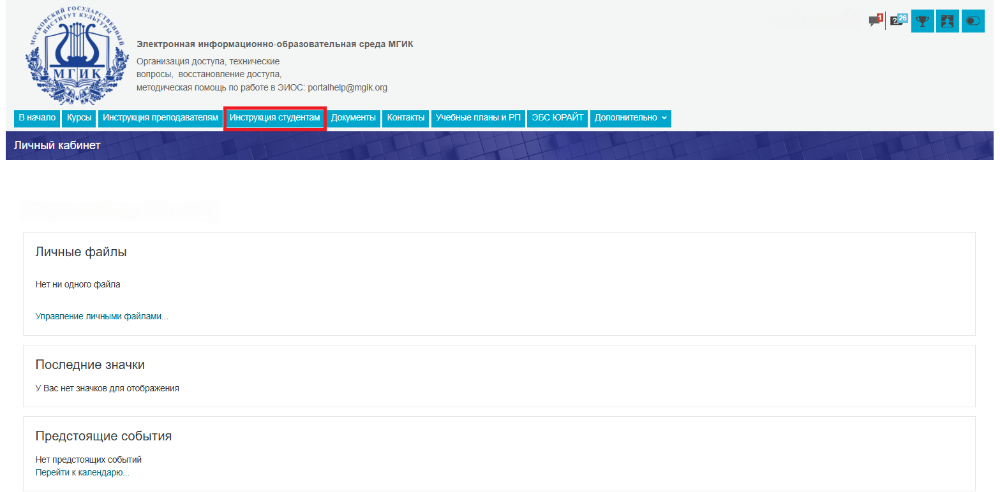 МОСКОВСКИЙ ГОСУДАРСТВЕННЫЙ
ИНСТИТУТ КУЛЬТУРЫ
МГИК
1
26
Электронная информационно-образовательная среда МГИК
Организация доступа, технические
вопросы, восстановление доступа,
методическая помощь по работе в ЭИОС: portalhelp@mgik.org
В начало Курсы Инструкция преподавателям Инструкция студентам Документы Контакты Учебные планы и РП ЭБС ЮРАЙТ Дополнительно
Личный кабинет
Личные файлы
Нет ни одного файла
Управление личными файлами...
Последние значки
У Вас нет значков для отображения
Предстоящие события
Нет предстоящих событий
Перейти к календарю...